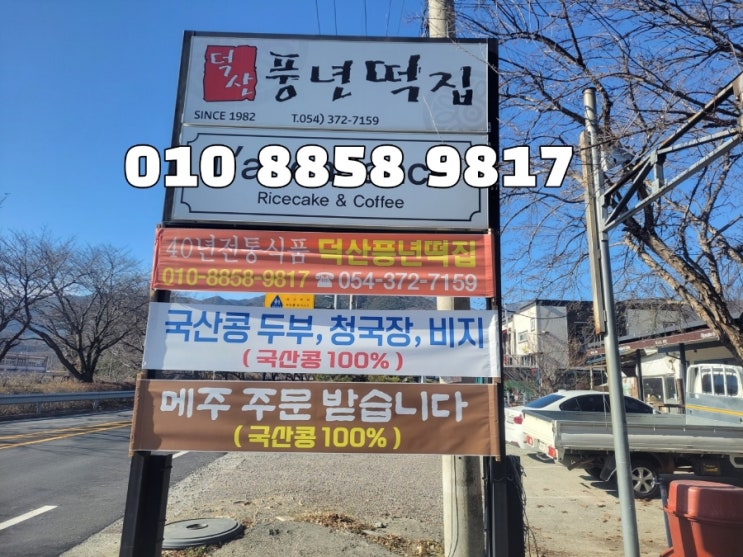 덕산 풍년떡집
SINCE 1982 T.054) 372-7159
010 8858 9817
Ricecake & Coffee
40년전통식품 덕산풍년떡집
010-8858-9817 ☎054-372-7159
국산콩 두부, 청국장, 비지
( 국산콩 100% )
메주 주문 받습니다
( 국산콩 100% )